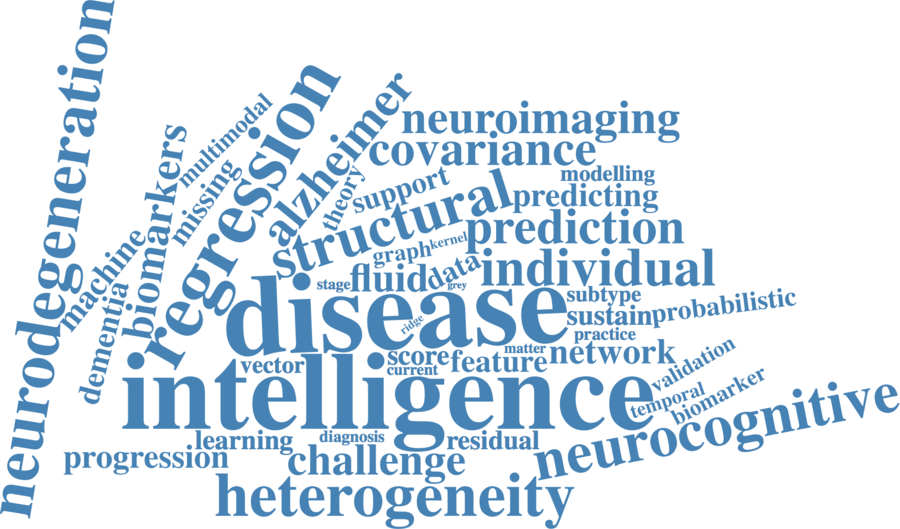 neurodegeneration
machine
dementia
biomarkers
multimodal
missing
regression
alzheimer
theory
neuroimaging
covariance
support
modelling
structural
predicting
graph
kernel
prediction
stage
fluid
data
grey
individual
disease
ridge
subtype
sustain
probabilistic
practice
vector
score
current
feature
matter
network
intelligence
validation
temporal
biomarker
learning
diagnosis
residual
neurocognitive
progression
challenge
heterogeneity